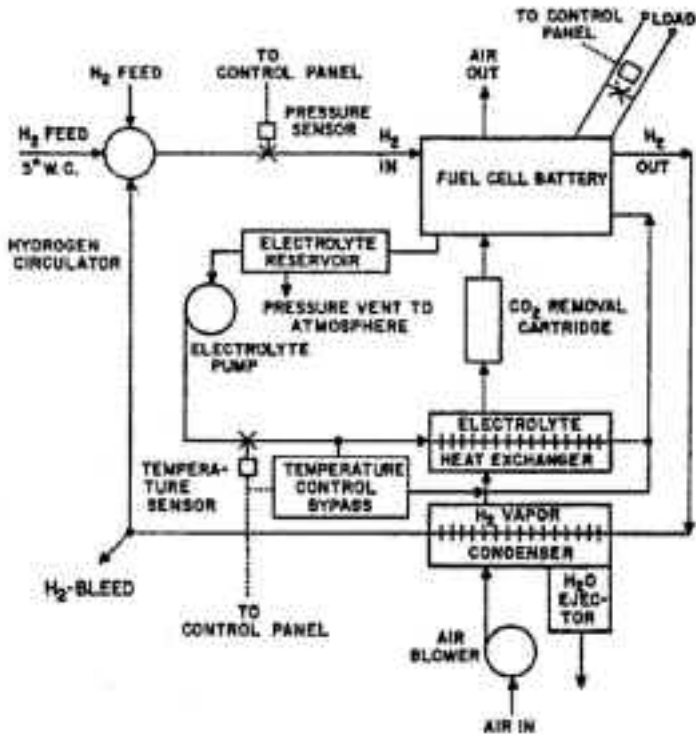 TO CONTROL
PANEL
LOAD
TO
CONTROL PANEL
AIR
OUT
H₂ FEED
PRESSURE
SENSOR
H₂ FEED
5" W.C.
H₂
IN
FUEL CELL BATTERY
H₂
OUT
HYDROGEN
CIRCULATOR
ELECTROLYTE
RESERVOIR
PRESSURE VENT TO
ATMOSPHERE
CO₂ REMOVAL
CARTRIDGE
ELECTROLYTE
PUMP
ELECTROLYTE
HEAT EXCHANGER
TEMPERA-
TURE
SENSOR
TEMPERATURE
CONTROL
BYPASS
H₂ VAPOR
CONDENSER
H₂-BLEED
H₂O
EJEC-
TOR
TO
CONTROL PANEL
AIR
BLOWER
AIR IN